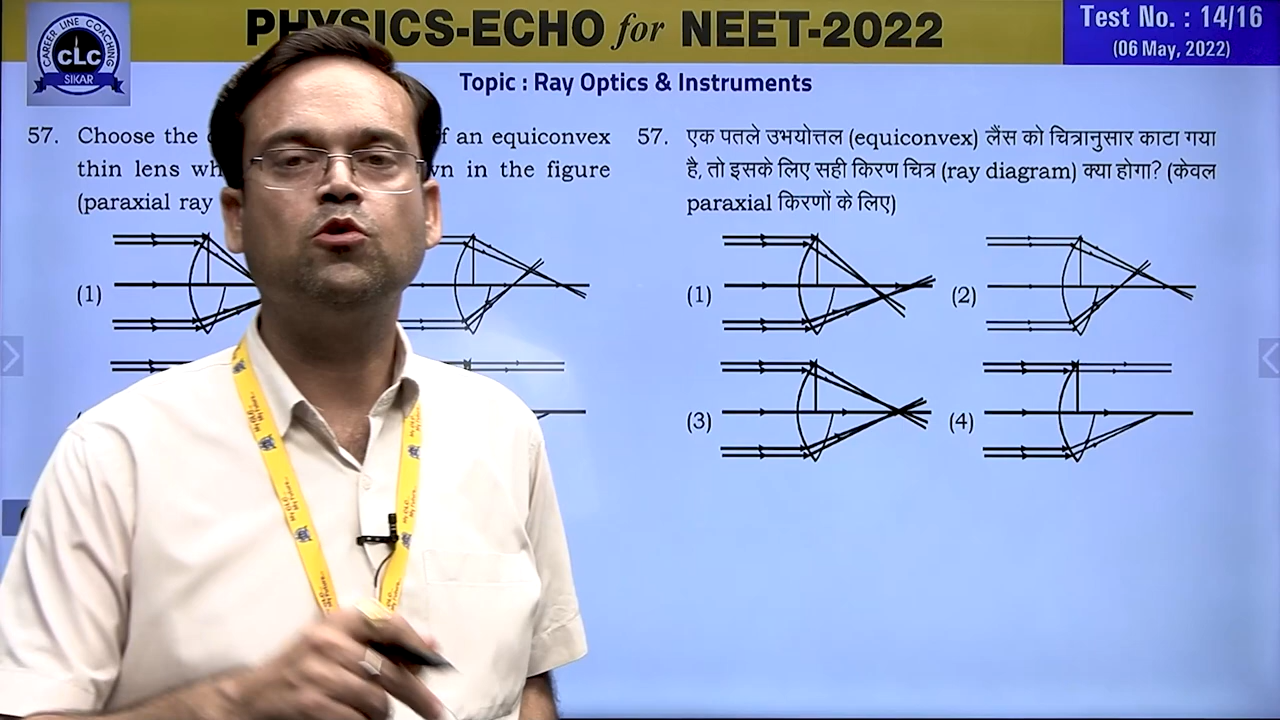 PHYSICS-ECHO for NEET-2022
Test No. : 14/16
(06 May, 2022)
CAREER LINE COACHING
CLC
SIKAR
Topic : Ray Optics & Instruments
57. Choose the
f an equiconvex
thin lens
wn in the figure
(paraxial ray
(1)
57. एक पतले उभयोत्तल (equiconvex) लैंस को चित्रानुसार काटा गया
है, तो इसके लिए सही किरण चित्र (ray diagram) क्या होगा? (केवल
paraxial किरणों के लिए)
(1)
(2)
(3)
(4)